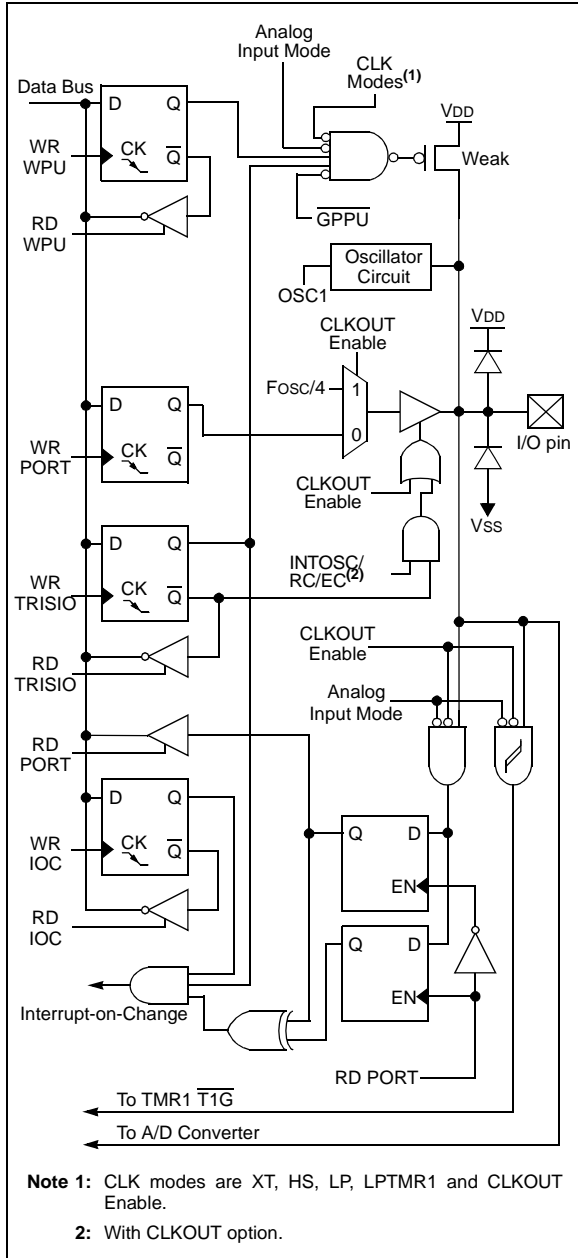 Analog
Input Mode
CLK
Modes(1)
Data Bus
D
Q
VDD
WR
WPU
CK
Q
Weak
RD
WPU
GPPU
Oscillator
Circuit
OSC1
CLKOUT
Enable
VDD
FOSC/4
1
0
D
Q
WR
PORT
CK
Q
I/O pin
CLKOUT
Enable
VSS
D
Q
WR
TRISIO
CK
Q
INTOSC/
RC/EC(2)
RD
TRISIO
CLKOUT
Enable
Analog
Input Mode
RD
PORT
D
Q
WR
IOC
CK
Q
Q
D
EN
RD
IOC
Q
D
EN
Interrupt-on-Change
RD PORT
To TMR1 T1G
To A/D Converter
Note 1: CLK modes are XT, HS, LP, LPTMR1 and CLKOUT
Enable.
2: With CLKOUT option.